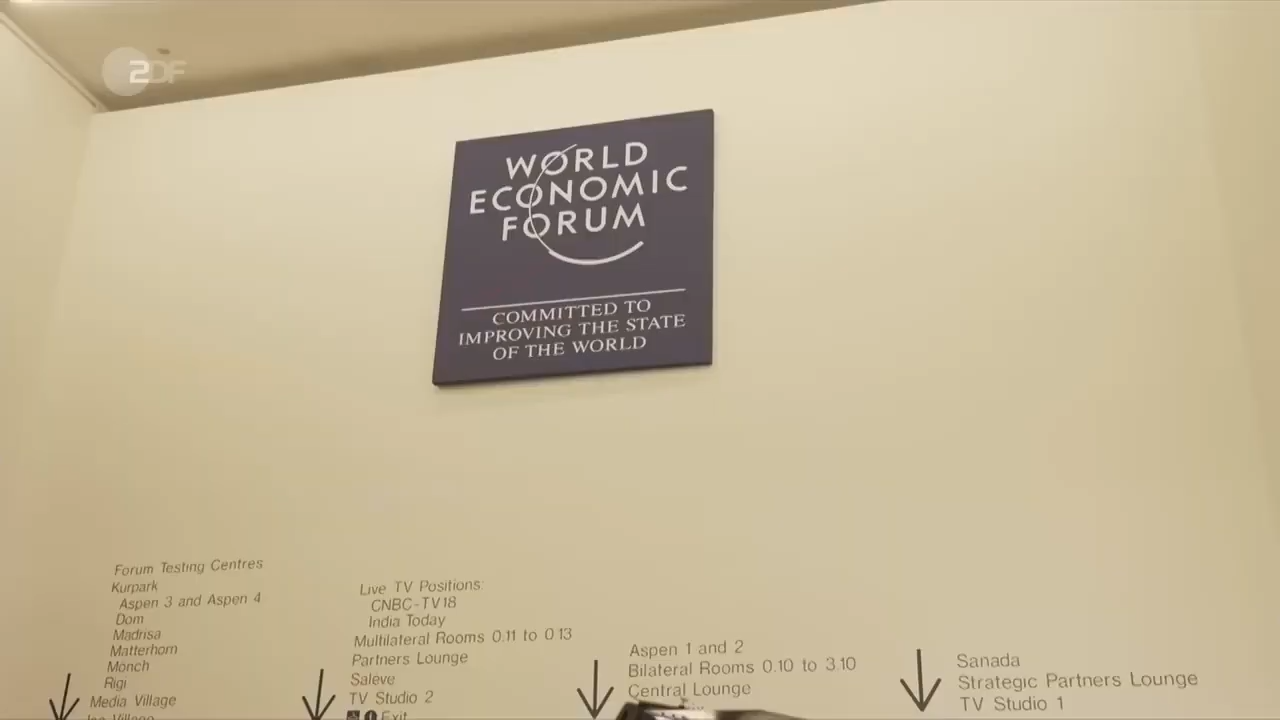 ZDF
WORLD
ECONOMIC
FORUM
COMMITTED TO
IMPROVING THE STATE
OF THE WORLD
Forum Testing Centres
Kurpark
Aspen 3 and Aspen 4
Dom
Madrisa
Matterhorn
Monch
Rigi
Media Village
Village
Live TV Positions:
CNBC-TV18
India Today
Multilateral Rooms 0.11 to 0.13
Partners Lounge
Saleve
TV Studio 2
Exit
Aspen 1 and 2
Bilateral Rooms 0.10 to 3.10
Central Lounge
Sanada
Strategic Partners Lounge
TV Studio 1